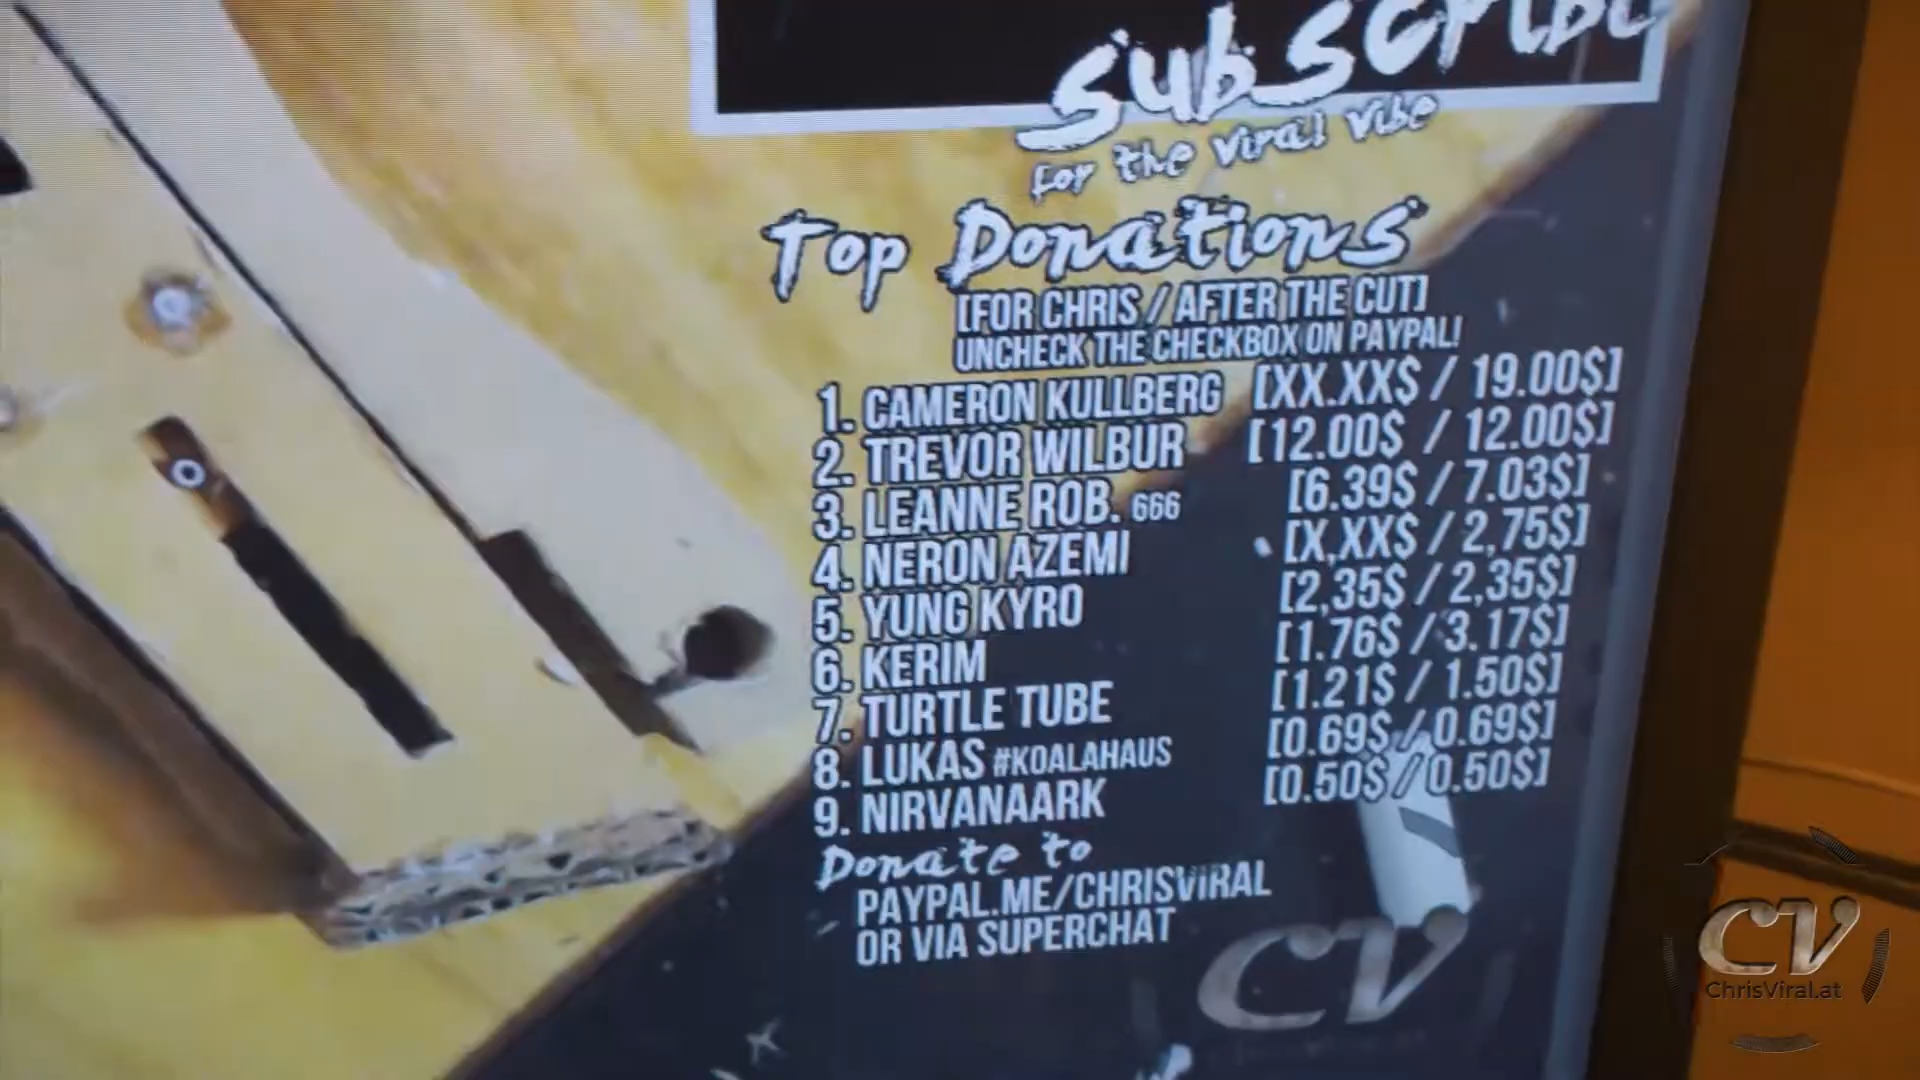 Subscribe
for the viral vibe
Top Donations
[FOR CHRIS / AFTER THE CUT]
UNCHECK THE CHECKBOX ON PAYPAL!
1. CAMERON KULLBERG [XX.XX$ / 19.00$]
2. TREVOR WILBUR [12.00$ / 12.00$]
3. LEANNE ROB. 666 [6.39$ / 7.03$]
4. NERON AZEMI [X,XX$ / 2,75$]
5. YUNG KYRO [2,35$ / 2,35$]
6. KERIM [1.76$ / 3.17$]
7. TURTLE TUBE [1.21$ / 1.50$]
8. LUKAS #KOALAHAUS [0.69$ / 0.69$]
9. NIRVANAARK [0.50$ / 0.50$]
Donate to
PAYPAL.ME/CHRISVIRAL
OR VIA SUPERCHAT
CV
CV
ChrisViral.at